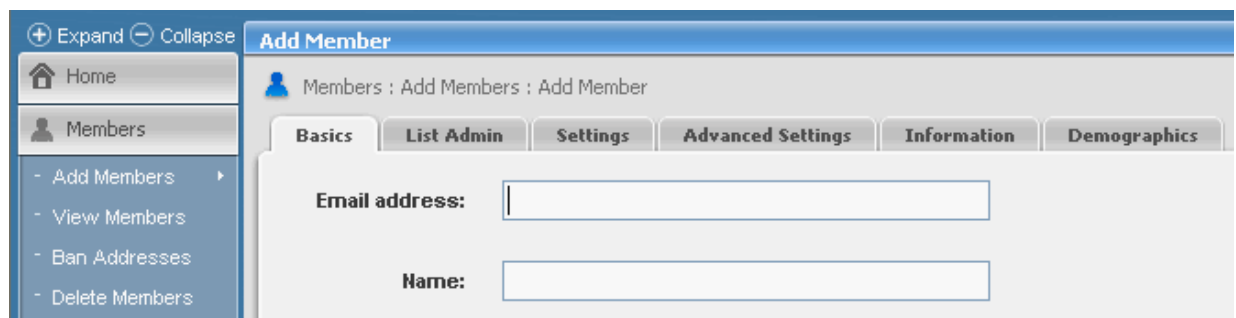 Expand Collapse
Home
Members
- Add Members
- View Members
- Ban Addresses
- Delete Members
Add Member
Members : Add Members : Add Member
Basics List Admin Settings Advanced Settings Information Demographics
Email address:
Name: